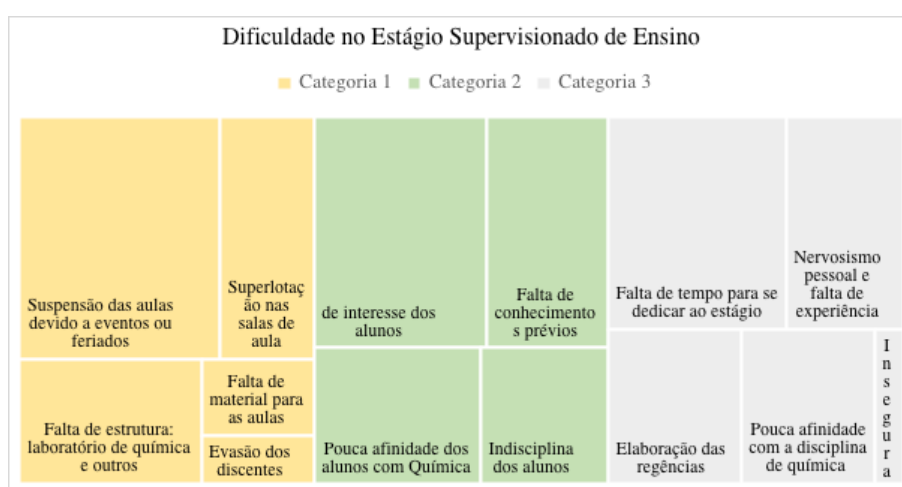 Dificuldade no Estágio Supervisionado de Ensino
Categoria 1 Categoria 2 Categoria 3
Suspensão das aulas
devido a eventos ou
feriados
Superlotaç
ão nas
salas de
aula
de interesse dos
alunos
Falta de
conhecimento
s prévios
Falta de tempo para se
dedicar ao estágio
Nervosismo
pessoal e
falta de
experiência
Falta de estrutura:
laboratório de química
e outros
Falta de
material para
as aulas
Evasão dos
discentes
Pouca afinidade dos
alunos com Química
Indisciplina
dos alunos
Elaboração das
regências
Pouca afinidade
com a disciplina
de química
I
n
s
e
g
u
r
a